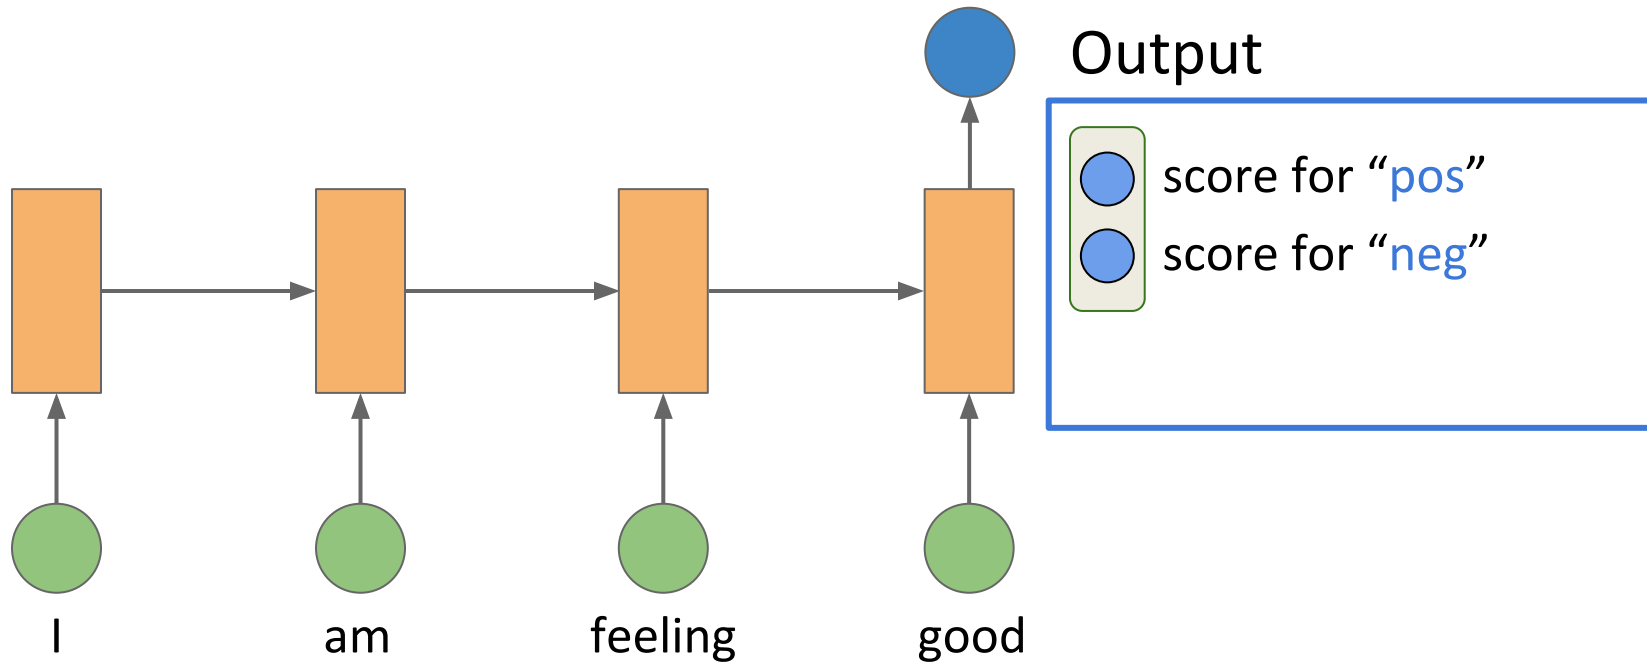 Output
score for “pos”
score for “neg”
I am feeling good